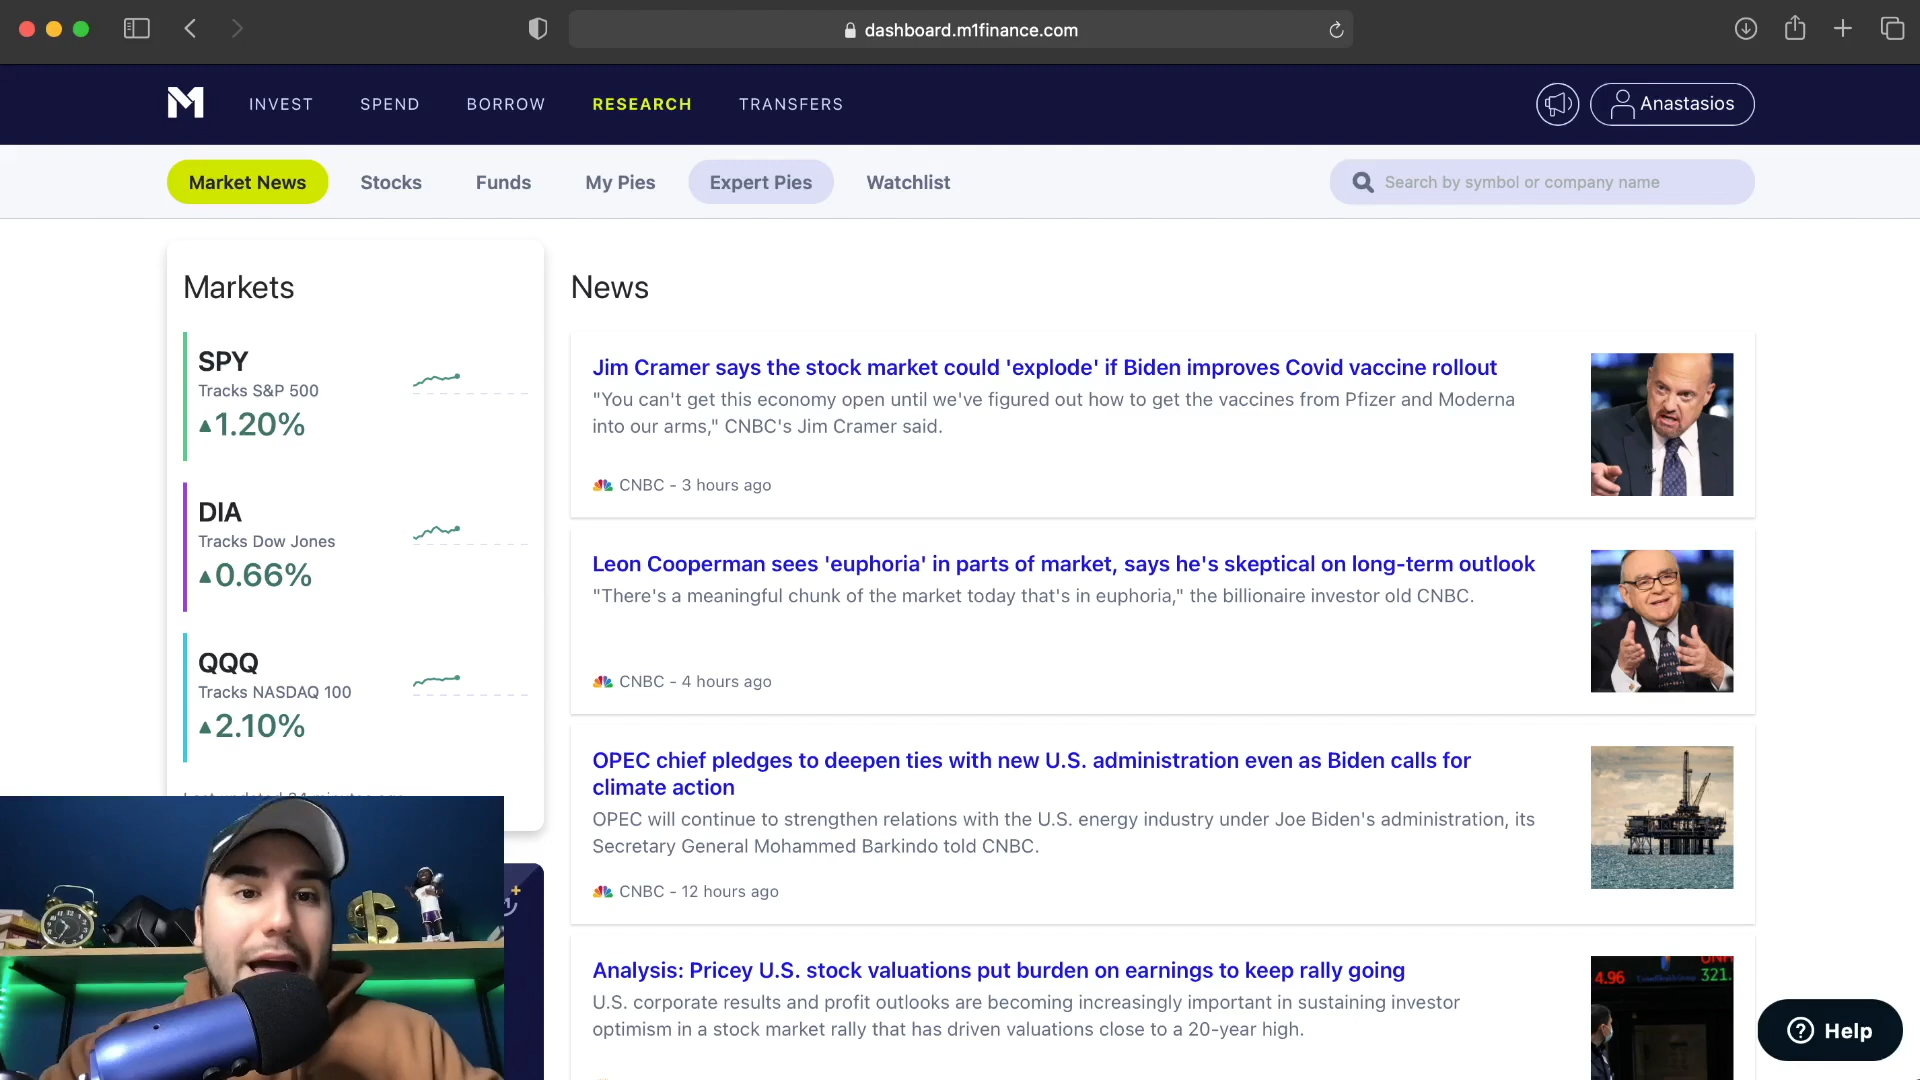 dashboard.m1finance.com
INVEST SPEND BORROW RESEARCH TRANSFERS Anastasios
Market News Stocks Funds My Pies Expert Pies Watchlist Search by symbol or company name
Markets
SPY
Tracks S&P 500
▲1.20%
DIA
Tracks Dow Jones
▲0.66%
QQQ
Tracks NASDAQ 100
▲2.10%
News
Jim Cramer says the stock market could 'explode' if Biden improves Covid vaccine rollout
"You can't get this economy open until we've figured out how to get the vaccines from Pfizer and Moderna
into our arms," CNBC's Jim Cramer said.
CNBC - 3 hours ago
Leon Cooperman sees 'euphoria' in parts of market, says he's skeptical on long-term outlook
"There's a meaningful chunk of the market today that's in euphoria," the billionaire investor old CNBC.
CNBC - 4 hours ago
OPEC chief pledges to deepen ties with new U.S. administration even as Biden calls for
climate action
OPEC will continue to strengthen relations with the U.S. energy industry under Joe Biden's administration, its
Secretary General Mohammed Barkindo told CNBC.
CNBC - 12 hours ago
Analysis: Pricey U.S. stock valuations put burden on earnings to keep rally going
U.S. corporate results and profit outlooks are becoming increasingly important in sustaining investor
optimism in a stock market rally that has driven valuations close to a 20-year high.
4.96
321.
Help